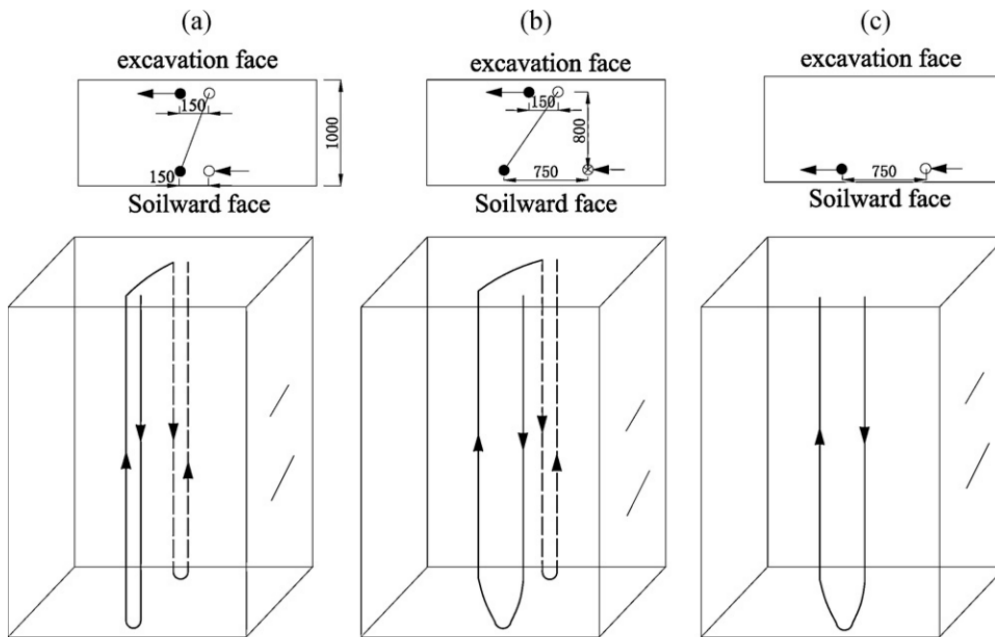 (a)
excavation face
150
1000
150
Soilward face
(b)
excavation face
150
800
750
Soilward face
(c)
excavation face
750
Soilward face